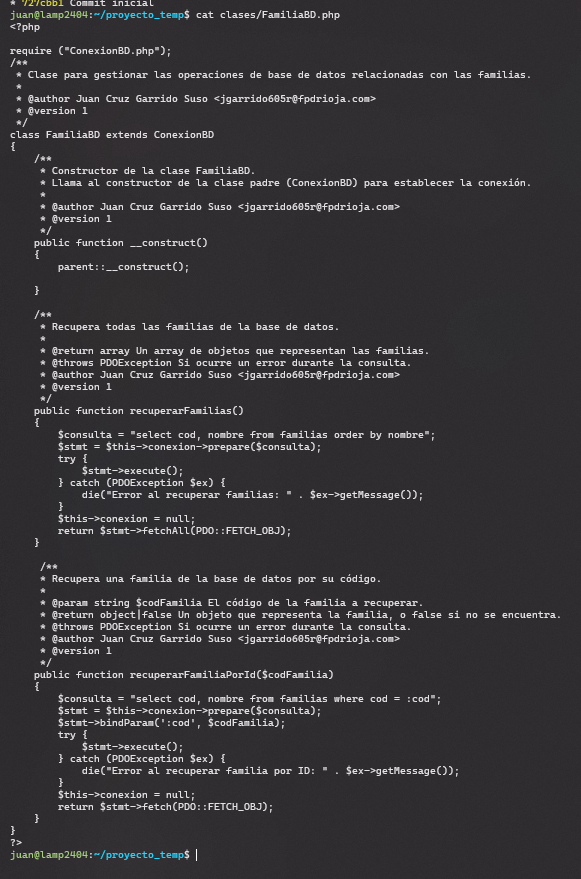 * 727cbb1 Commit inicial
juan@lamp2404:~/proyecto_temp$ cat clases/FamiliaBD.php
<?php

require ("ConexionBD.php");
/**
 * Clase para gestionar las operaciones de base de datos relacionadas con las familias.
 *
 * @author Juan Cruz Garrido Suso <jgarrido605r@fpdrioja.com>
 * @version 1
 */
class FamiliaBD extends ConexionBD
{
    /**
     * Constructor de la clase FamiliaBD.
     * Llama al constructor de la clase padre (ConexionBD) para establecer la conexión.
     *
     * @author Juan Cruz Garrido Suso <jgarrido605r@fpdrioja.com>
     * @version 1
     */
    public function __construct()
    {
        parent::__construct();

    }

    /**
     * Recupera todas las familias de la base de datos.
     *
     * @return array Un array de objetos que representan las familias.
     * @throws PDOException Si ocurre un error durante la consulta.
     * @author Juan Cruz Garrido Suso <jgarrido605r@fpdrioja.com>
     * @version 1
     */
    public function recuperarFamilias()
    {
        $consulta = "select cod, nombre from familias order by nombre";
        $stmt = $this->conexion->prepare($consulta);
        try {
            $stmt->execute();
        } catch (PDOException $ex) {
            die("Error al recuperar familias: " . $ex->getMessage());
        }
        $this->conexion = null;
        return $stmt->fetchAll(PDO::FETCH_OBJ);
    }

     /**
     * Recupera una familia de la base de datos por su código.
     *
     * @param string $codFamilia El código de la familia a recuperar.
     * @return object|false Un objeto que representa la familia, o false si no se encuentra.
     * @throws PDOException Si ocurre un error durante la consulta.
     * @author Juan Cruz Garrido Suso <jgarrido605r@fpdrioja.com>
     * @version 1
     */
    public function recuperarFamiliaPorId($codFamilia)
    {
        $consulta = "select cod, nombre from familias where cod = :cod";
        $stmt = $this->conexion->prepare($consulta);
        $stmt->bindParam(':cod', $codFamilia);
        try {
            $stmt->execute();
        } catch (PDOException $ex) {
            die("Error al recuperar familia por ID: " . $ex->getMessage());
        }
        $this->conexion = null;
        return $stmt->fetch(PDO::FETCH_OBJ);
    }
}
?>
juan@lamp2404:~/proyecto_temp$